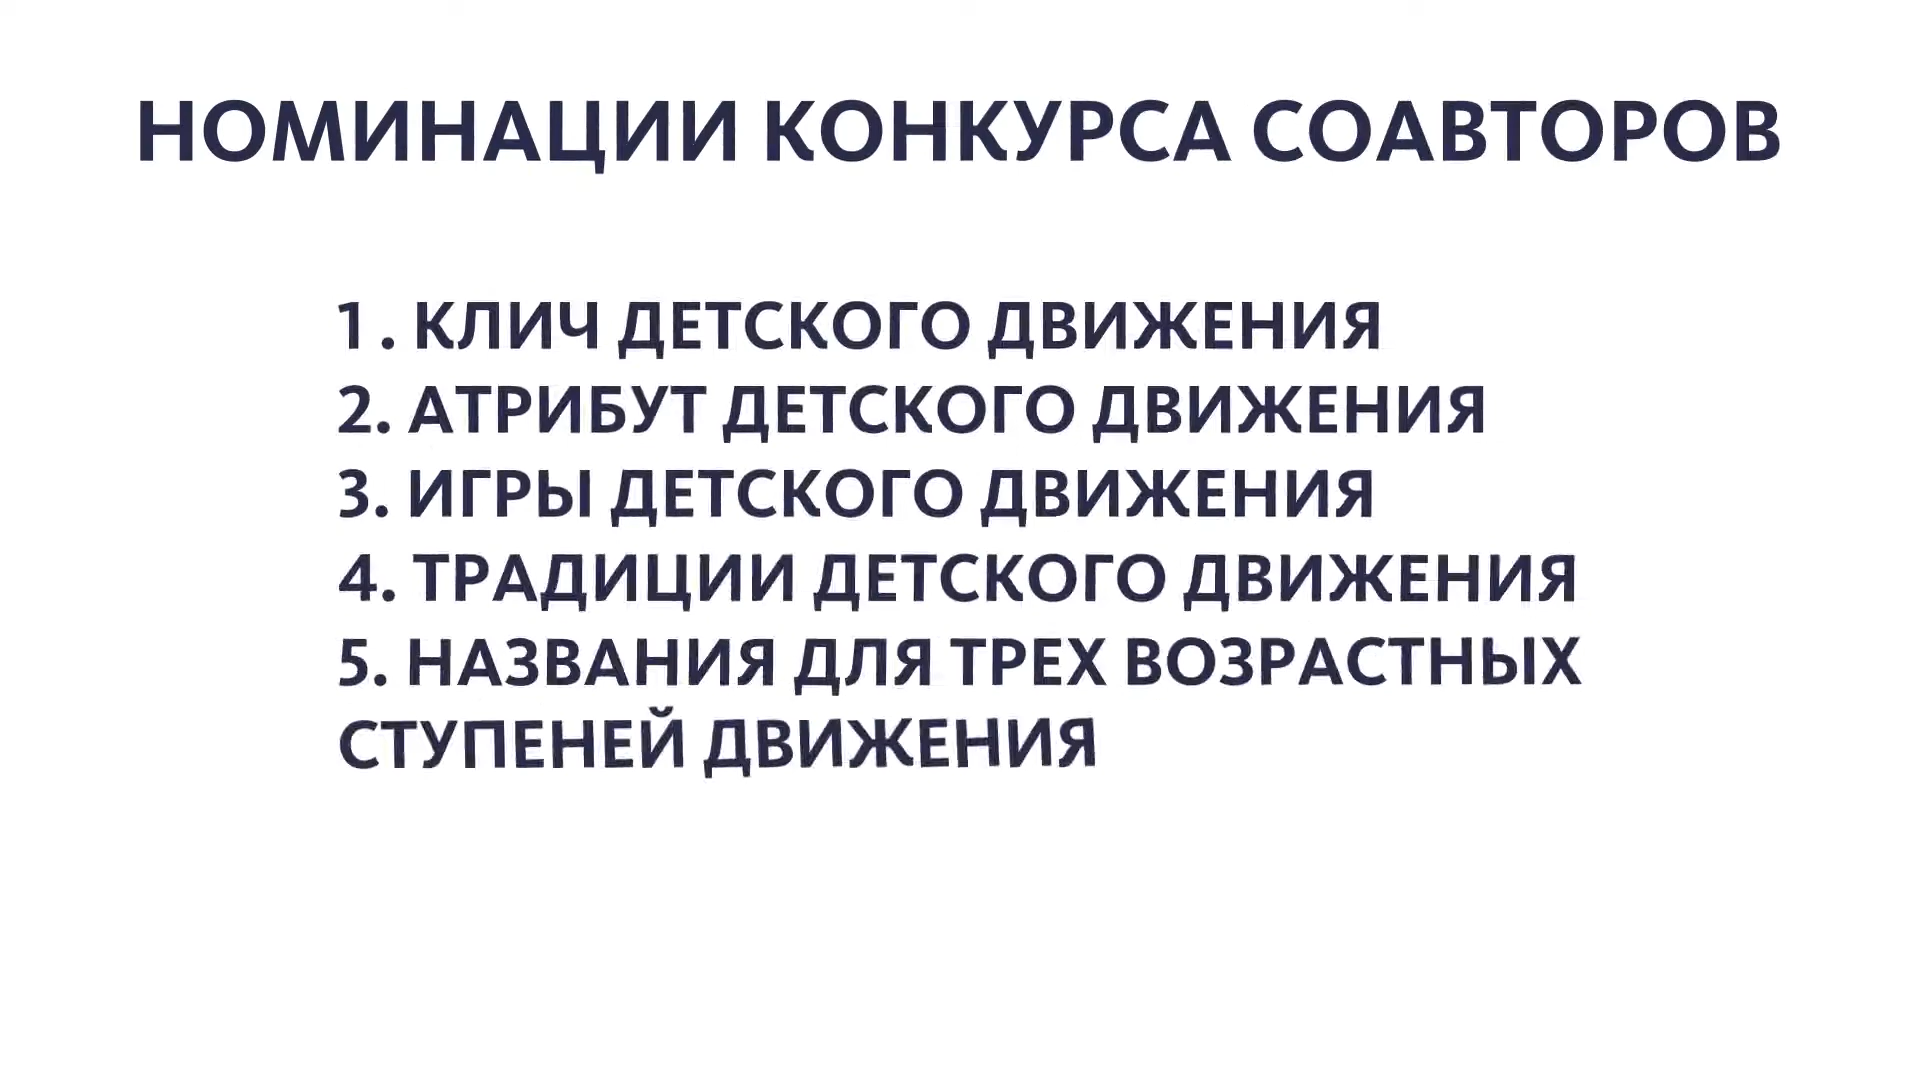 НОМИНАЦИИ КОНКУРСА СОАВТОРОВ
1. КЛИЧ ДЕТСКОГО ДВИЖЕНИЯ
2. АТРИБУТ ДЕТСКОГО ДВИЖЕНИЯ
3. ИГРЫ ДЕТСКОГО ДВИЖЕНИЯ
4. ТРАДИЦИИ ДЕТСКОГО ДВИЖЕНИЯ
5. НАЗВАНИЯ ДЛЯ ТРЕХ ВОЗРАСТНЫХ
СТУПЕНЕЙ ДВИЖЕНИЯ